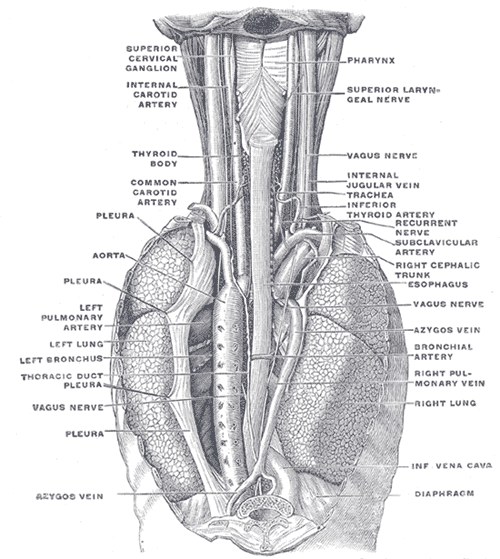 SUPERIOR
CERVICAL
GANGLION
INTERNAL
CAROTID
ARTERY
THYROID
BODY
COMMON
CAROTID
ARTERY
PLEURA
AORTA
PLEURA
LEFT
PULMONARY
ARTERY
LEFT LUNG
LEFT BRONCHUS
THORACIC DUCT
PLEURA
VAGUS NERVE
PLEURA
AZYGOS VEIN
PHARYNX
SUPERIOR LARYN-
GEAL NERVE
VAGUS NERVE
INTERNAL
JUGULAR VEIN
TRACHEA
INFERIOR
THYROID ARTERY
RECURRENT
NERVE
SUBCLAVICULAR
ARTERY
RIGHT CEPHALIC
TRUNK
ESOPHAGUS
VAGUS NERVE
AZYGOS VEIN
BRONCHIAL
ARTERY
RIGHT PUL-
MONARY VEIN
RIGHT LUNG
INF. VENA CAVA
DIAPHRAGM